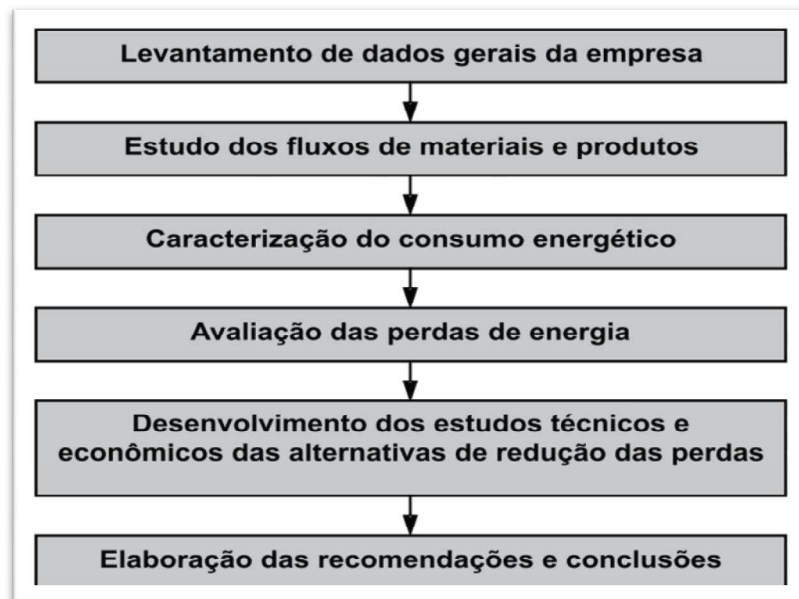 Levantamento de dados gerais da empresa
Estudo dos fluxos de materiais e produtos
Caracterização do consumo energético
Avaliação das perdas de energia
Desenvolvimento dos estudos técnicos e
econômicos das alternativas de redução das perdas
Elaboração das recomendações e conclusões